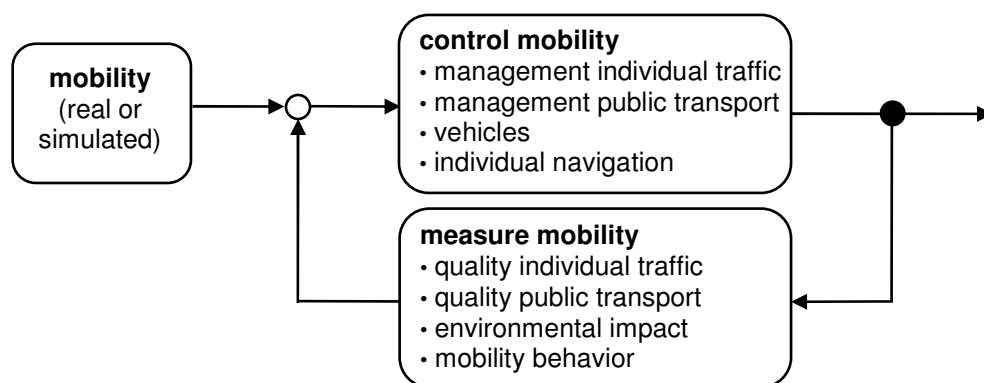 mobility
(real or
simulated)
control mobility
• management individual traffic
• management public transport
• vehicles
• individual navigation
measure mobility
• quality individual traffic
• quality public transport
• environmental impact
• mobility behavior